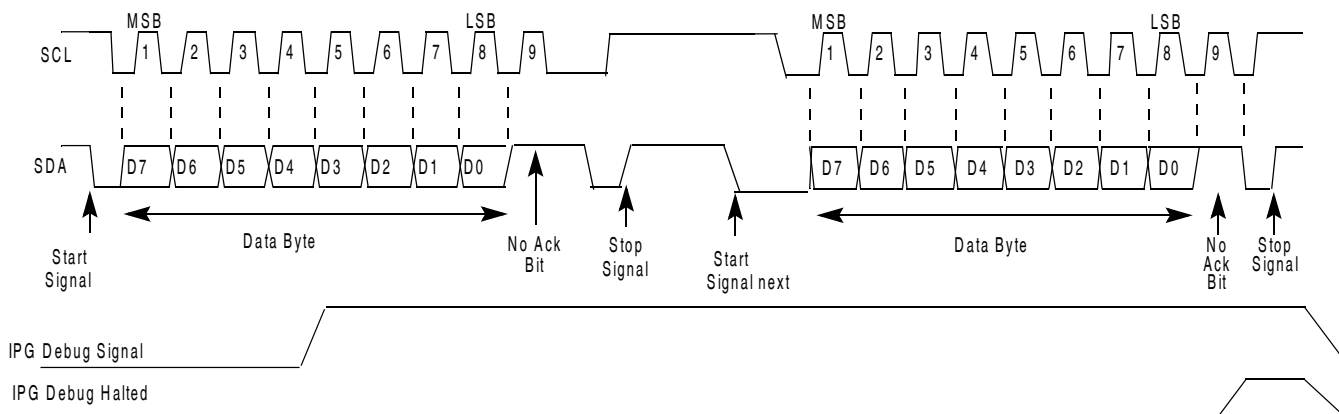 MSB LSB MSB LSB
SCL 1 2 3 4 5 6 7 8 9 1 2 3 4 5 6 7 8 9
SDA D7 D6 D5 D4 D3 D2 D1 D0 D7 D6 D5 D4 D3 D2 D1 D0
Start
Signal
Data Byte
No Ack
Bit
Stop
Signal
Start
Signal next
Data Byte
No
Ack
Bit
Stop
Signal
IPG Debug Signal
IPG Debug Halted